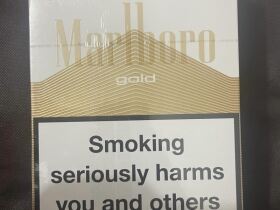 Marlboro
gold
Smoking
seriously harms
you and others